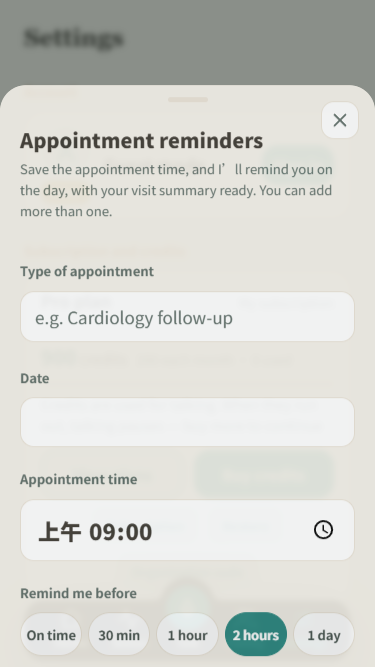 Settings
Appointment reminders
Save the appointment time, and I’ll remind you on
the day, with your visit summary ready. You can add
more than one.
Type of appointment
e.g. Cardiology follow-up
Date
Appointment time
上午 09:00
Remind me before
On time 30 min 1 hour 2 hours 1 day